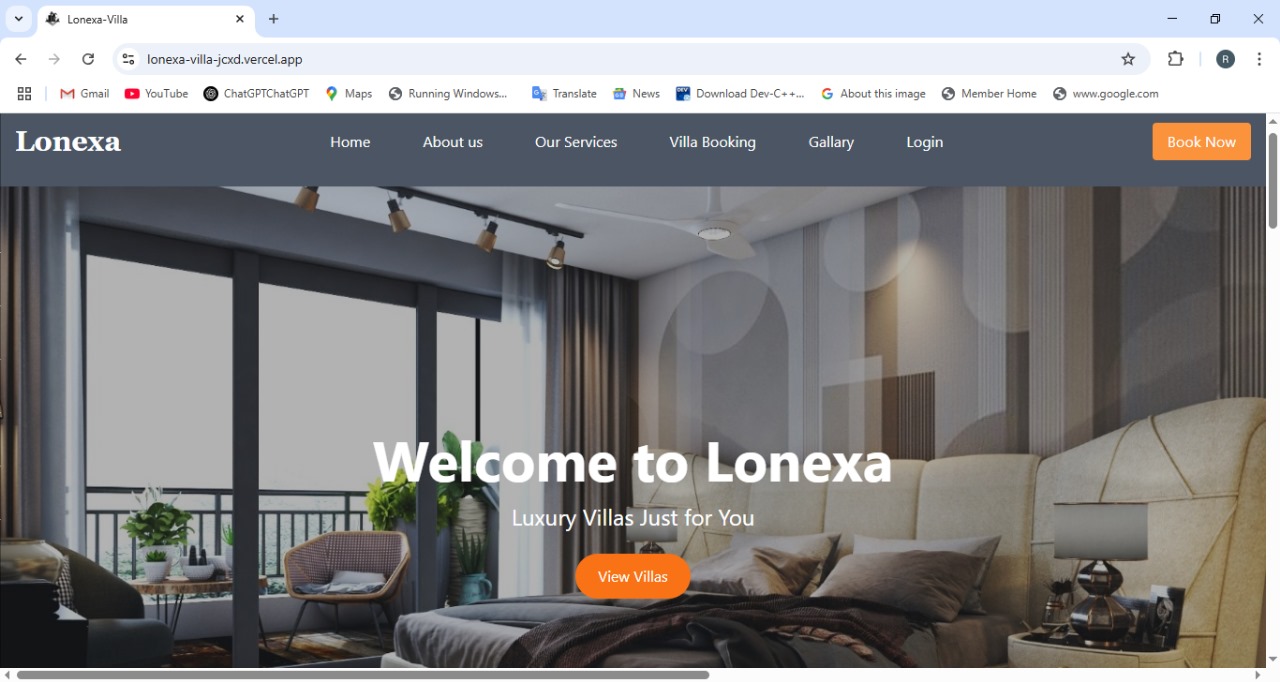 Lonexa-Villa
lonexa-villa-jcxd.vercel.app
R
Gmail YouTube ChatGPTChatGPT Maps Running Windows... Translate News Download Dev-C++... About this image Member Home www.google.com
Lonexa Home About us Our Services Villa Booking Gallary Login Book Now
Welcome to Lonexa
Luxury Villas Just for You
View Villas